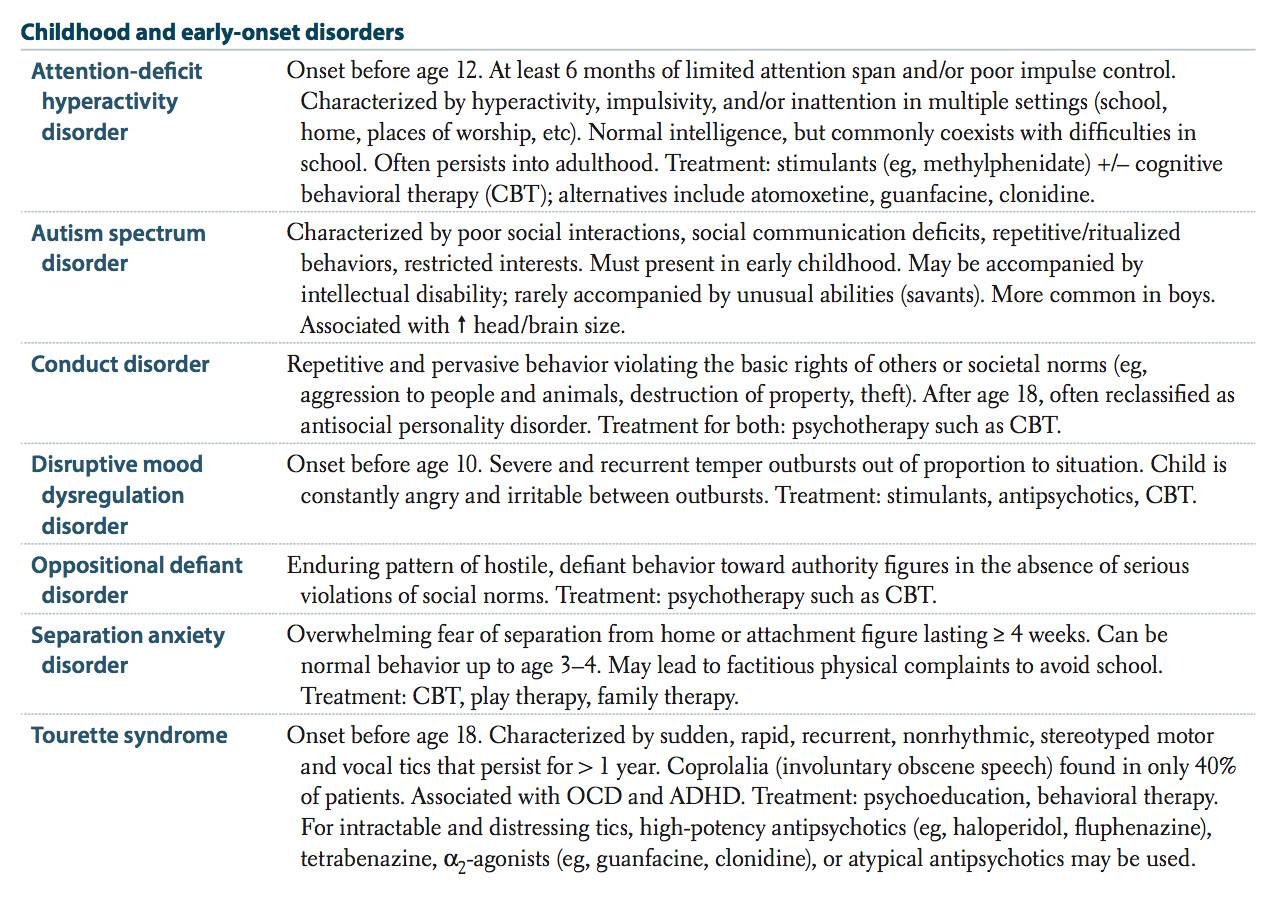 Childhood and early-onset disorders
Attention-deficit
hyperactivity
disorder
Onset before age 12. At least 6 months of limited attention span and/or poor impulse control.
Characterized by hyperactivity, impulsivity, and/or inattention in multiple settings (school,
home, places of worship, etc). Normal intelligence, but commonly coexists with difficulties in
school. Often persists into adulthood. Treatment: stimulants (eg, methylphenidate) +/– cognitive
behavioral therapy (CBT); alternatives include atomoxetine, guanfacine, clonidine.
Autism spectrum
disorder
Characterized by poor social interactions, social communication deficits, repetitive/ritualized
behaviors, restricted interests. Must present in early childhood. May be accompanied by
intellectual disability; rarely accompanied by unusual abilities (savants). More common in boys.
Associated with ↑ head/brain size.
Conduct disorder
Repetitive and pervasive behavior violating the basic rights of others or societal norms (eg,
aggression to people and animals, destruction of property, theft). After age 18, often reclassified as
antisocial personality disorder. Treatment for both: psychotherapy such as CBT.
Disruptive mood
dysregulation
disorder
Onset before age 10. Severe and recurrent temper outbursts out of proportion to situation. Child is
constantly angry and irritable between outbursts. Treatment: stimulants, antipsychotics, CBT.
Oppositional defiant
disorder
Enduring pattern of hostile, defiant behavior toward authority figures in the absence of serious
violations of social norms. Treatment: psychotherapy such as CBT.
Separation anxiety
disorder
Overwhelming fear of separation from home or attachment figure lasting ≥ 4 weeks. Can be
normal behavior up to age 3–4. May lead to factitious physical complaints to avoid school.
Treatment: CBT, play therapy, family therapy.
Tourette syndrome
Onset before age 18. Characterized by sudden, rapid, recurrent, nonrhythmic, stereotyped motor
and vocal tics that persist for > 1 year. Coprolalia (involuntary obscene speech) found in only 40%
of patients. Associated with OCD and ADHD. Treatment: psychoeducation, behavioral therapy.
For intractable and distressing tics, high-potency antipsychotics (eg, haloperidol, fluphenazine),
tetrabenazine, α₂-agonists (eg, guanfacine, clonidine), or atypical antipsychotics may be used.